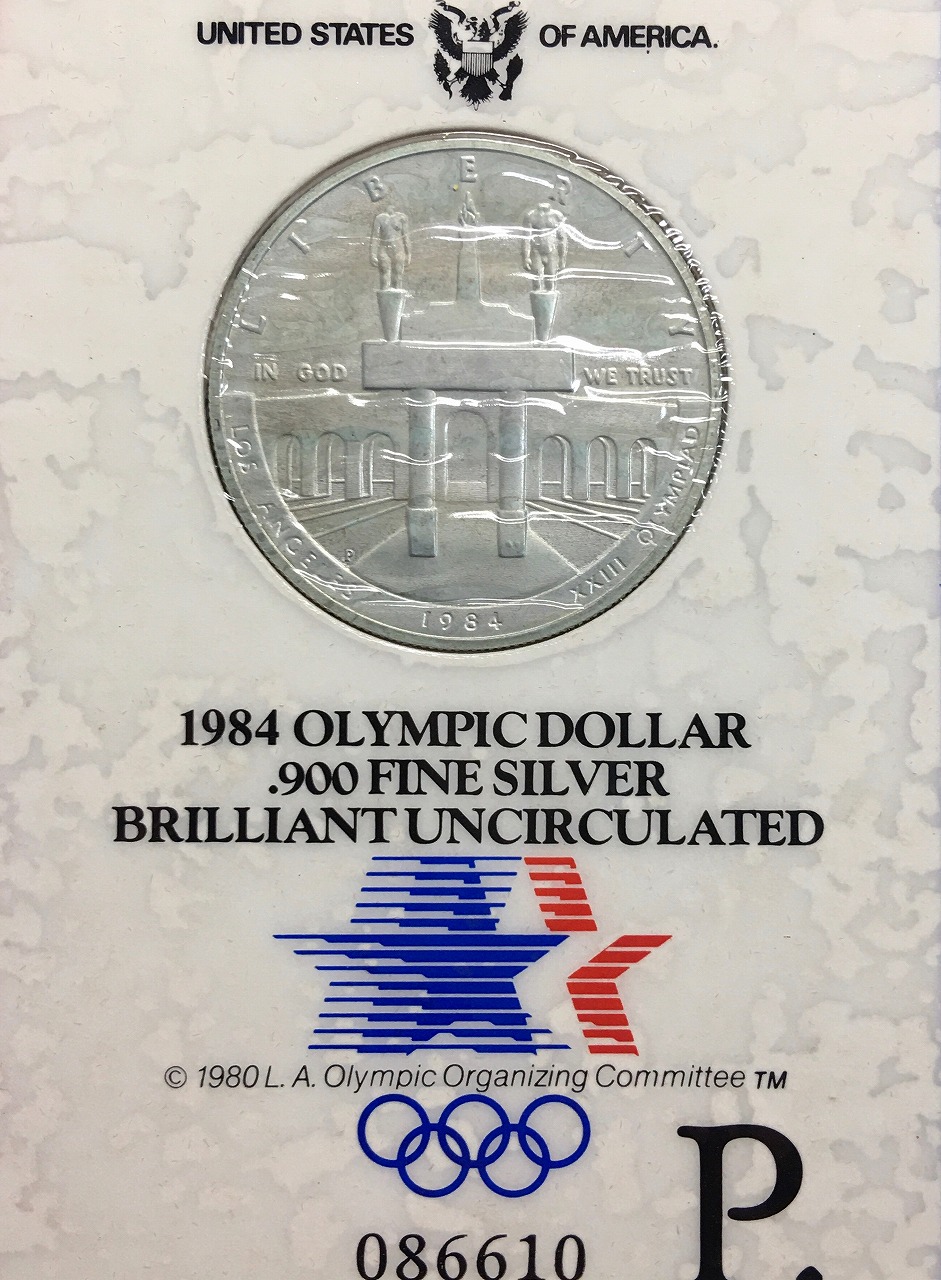 UNITED STATES OF AMERICA.
LIBERTY
IN GOD WE TRUST
LOS ANGELES XXIII OLYMPIAD
P
1984
1984 OLYMPIC DOLLAR
.900 FINE SILVER
BRILLIANT UNCIRCULATED
© 1980 L. A. Olympic Organizing Committee TM
P.
086610